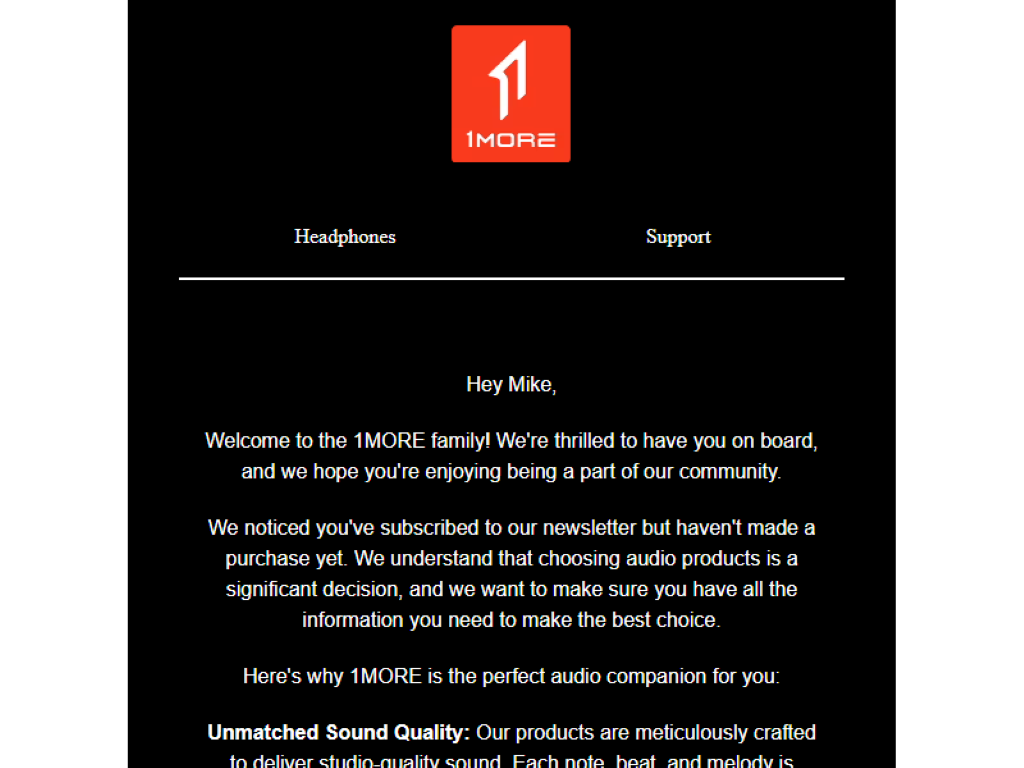 1MORE
Headphones Support
Hey Mike,
Welcome to the 1MORE family! We're thrilled to have you on board,
and we hope you're enjoying being a part of our community.
We noticed you've subscribed to our newsletter but haven't made a
purchase yet. We understand that choosing audio products is a
significant decision, and we want to make sure you have all the
information you need to make the best choice.
Here's why 1MORE is the perfect audio companion for you:
Unmatched Sound Quality: Our products are meticulously crafted
to deliver studio-quality sound. Each note, beat, and melody is